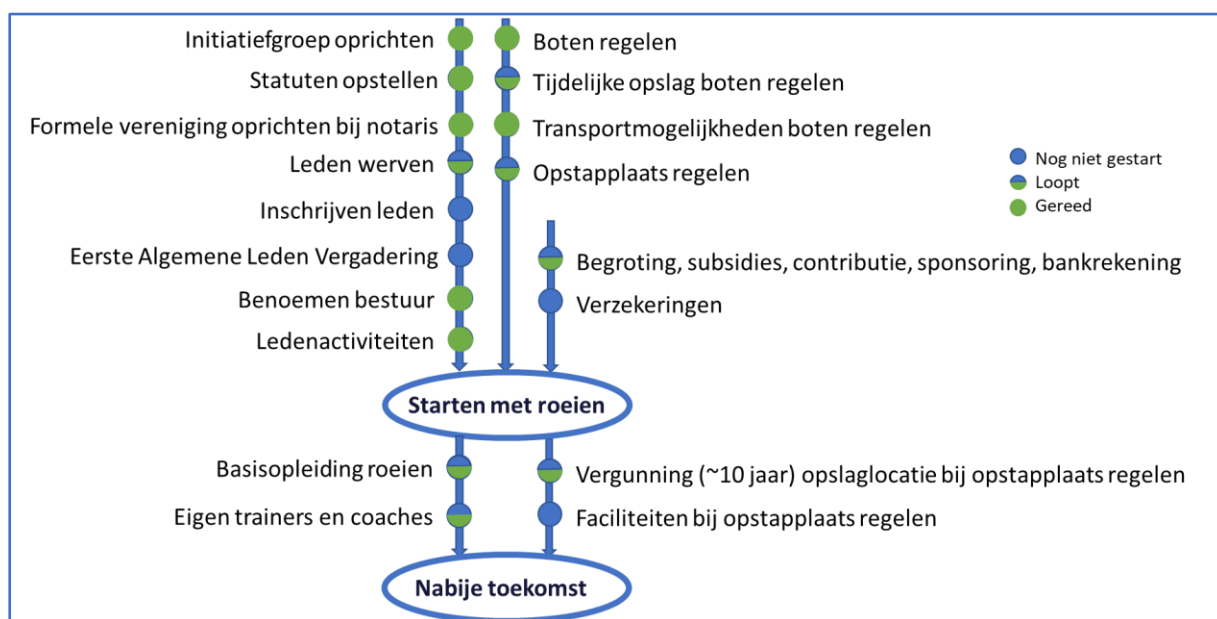 Initiatiefgroep oprichten
Boten regelen
Statuten opstellen
Tijdelijke opslag boten regelen
Formele vereniging oprichten bij notaris
Transportmogelijkheden boten regelen
Leden werven
Opstapplaats regelen
Nog niet gestart
Loopt
Gereed
Inschrijven leden
Eerste Algemene Leden Vergadering
Begroting, subsidies, contributie, sponsoring, bankrekening
Benoemen bestuur
Verzekeringen
Ledenactiviteiten
Starten met roeien
Basisopleiding roeien
Vergunning (~10 jaar) opslaglocatie bij opstapplaats regelen
Eigen trainers en coaches
Faciliteiten bij opstapplaats regelen
Nabije toekomst